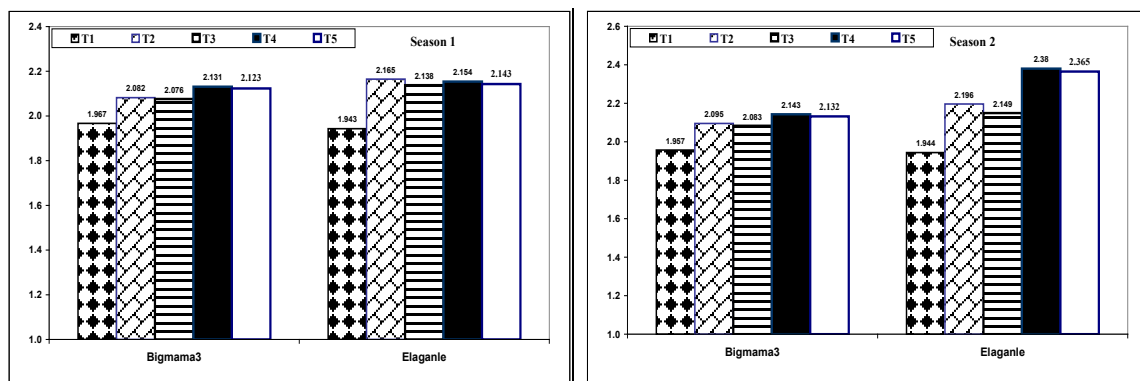 2.4
T1 T2 T3 T4 T5 Season 1
2.2
2.0
1.8
1.6
1.4
1.2
1.0
1.967 2.082 2.076 2.131 2.123
1.943 2.165 2.138 2.154 2.143
Bigmama3 Elaganle
2.6
T1 T2 T3 T4 T5 Season 2
2.4
2.2
2.0
1.8
1.6
1.4
1.2
1.0
1.957 2.095 2.083 2.143 2.132
1.944 2.196 2.149 2.38 2.365
Bigmama3 Elaganle